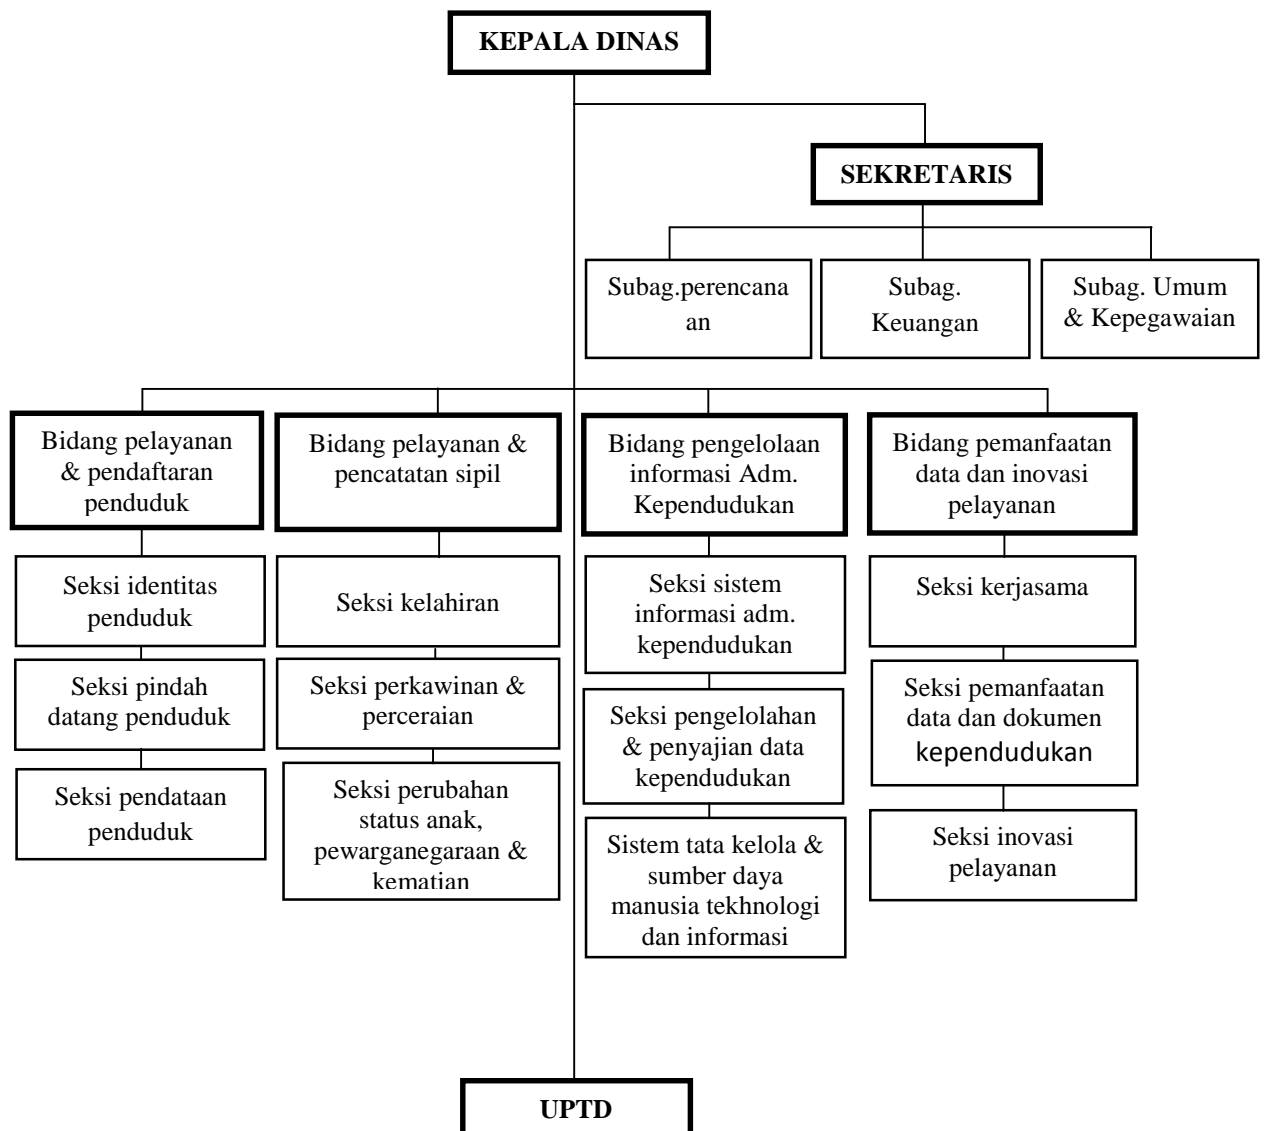 KEPALA DINAS
SEKRETARIS
Subag.perencana
an
Subag.
Keuangan
Subag. Umum
& Kepegawaian
Bidang pelayanan
& pendaftaran
penduduk
Bidang pelayanan &
pencatatan sipil
Bidang pengelolaan
informasi Adm.
Kependudukan
Bidang pemanfaatan
data dan inovasi
pelayanan
Seksi identitas
penduduk
Seksi kelahiran
Seksi sistem
informasi adm.
kependudukan
Seksi kerjasama
Seksi pindah
datang penduduk
Seksi perkawinan &
perceraian
Seksi pengelolahan
& penyajian data
kependudukan
Seksi pemanfaatan
data dan dokumen
kependudukan
Seksi pendataan
penduduk
Seksi perubahan
status anak,
pewarganegaraan &
kematian
Sistem tata kelola &
sumber daya
manusia tekhnologi
dan informasi
Seksi inovasi
pelayanan
UPTD